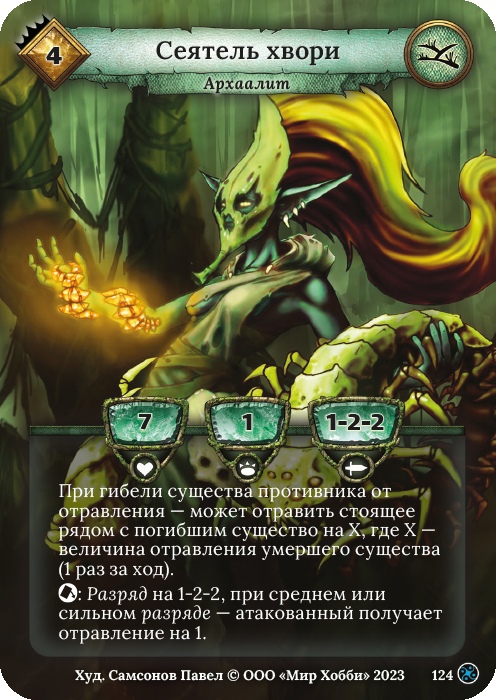 4
Сеятель хвори
Архаалит
7
1
1-2-2
При гибели существа противника от
отравления — может отравить стоящее
рядом с погибшим существо на X, где X —
величина отравления умершего существа
(1 раз за ход).
: Разряд на 1-2-2, при среднем или
сильном разряде — атакованный получает
отравление на 1.
Худ. Самсонов Павел © ООО «Мир Хобби» 2023
124